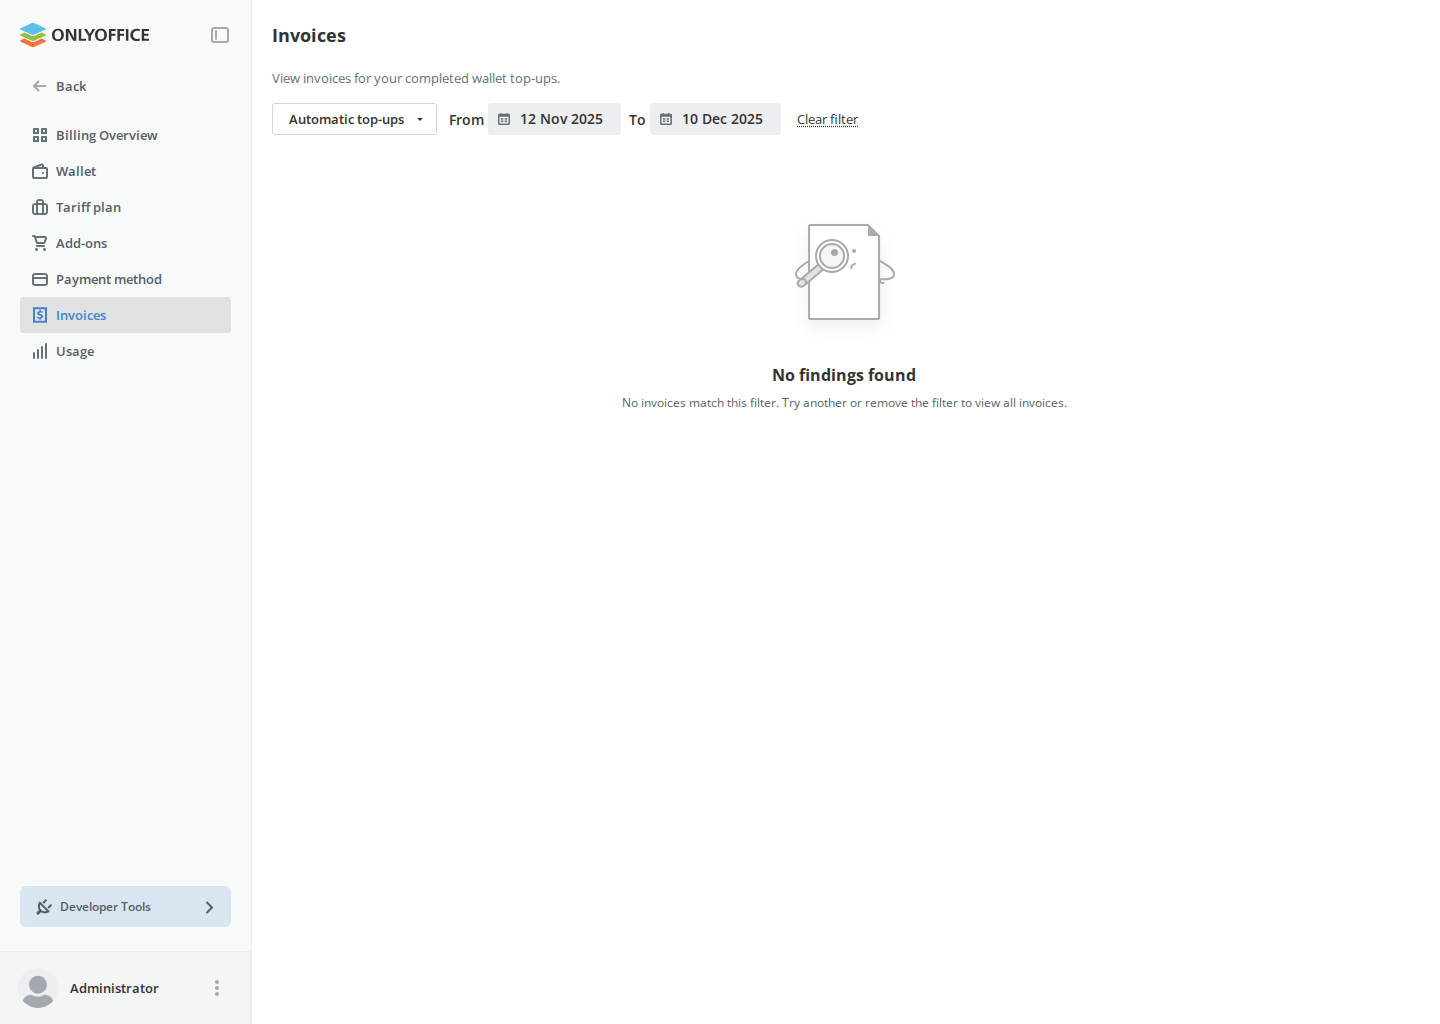 ONLYOFFICE
Back
Billing Overview
Wallet
Tariff plan
Add-ons
Payment method
Invoices
Usage
Developer Tools
Administrator
Invoices
View invoices for your completed wallet top-ups.
Automatic top-ups From 12 Nov 2025 To 10 Dec 2025 Clear filter
No findings found
No invoices match this filter. Try another or remove the filter to view all invoices.